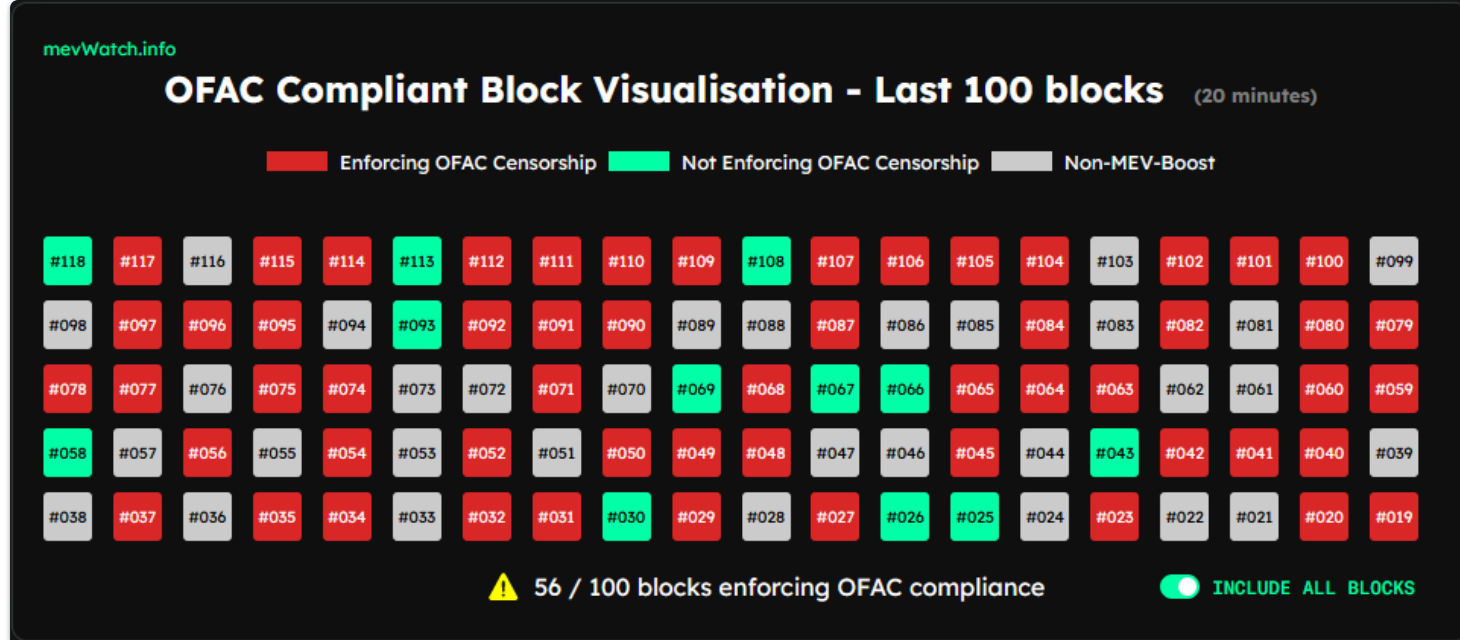 mevWatch.info
OFAC Compliant Block Visualisation - Last 100 blocks (20 minutes)
Enforcing OFAC Censorship Not Enforcing OFAC Censorship Non-MEV-Boost
#118 #117 #116 #115 #114 #113 #112 #111 #110 #109 #108 #107 #106 #105 #104 #103 #102 #101 #100 #099
#098 #097 #096 #095 #094 #093 #092 #091 #090 #089 #088 #087 #086 #085 #084 #083 #082 #081 #080 #079
#078 #077 #076 #075 #074 #073 #072 #071 #070 #069 #068 #067 #066 #065 #064 #063 #062 #061 #060 #059
#058 #057 #056 #055 #054 #053 #052 #051 #050 #049 #048 #047 #046 #045 #044 #043 #042 #041 #040 #039
#038 #037 #036 #035 #034 #033 #032 #031 #030 #029 #028 #027 #026 #025 #024 #023 #022 #021 #020 #019
56 / 100 blocks enforcing OFAC compliance INCLUDE ALL BLOCKS